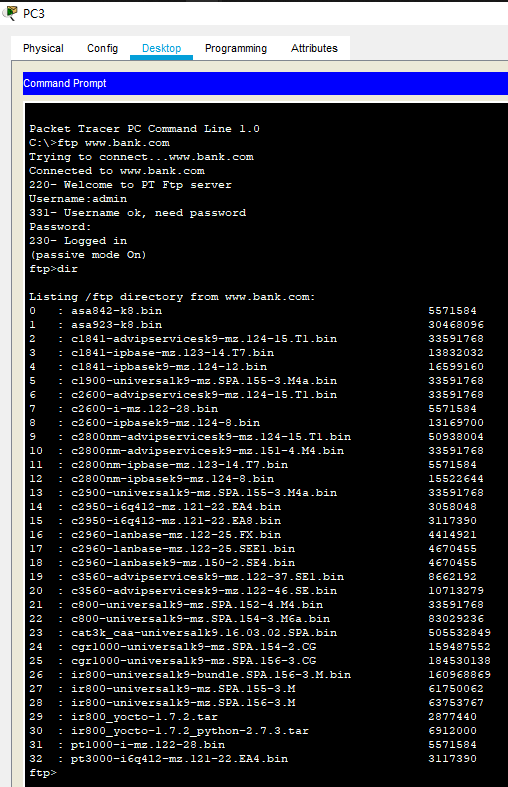 PC3
Physical Config Desktop Programming Attributes
Command Prompt
Packet Tracer PC Command Line 1.0
C:\>ftp www.bank.com
Trying to connect...www.bank.com
Connected to www.bank.com
220- Welcome to PT Ftp server
Username:admin
331- Username ok, need password
Password:
230- Logged in
(passive mode On)
ftp>dir
Listing /ftp directory from www.bank.com:
0 : asa842-k8.bin 5571584
1 : asa923-k8.bin 30468096
2 : c1841-advipservicesk9-mz.124-15.T1.bin 33591768
3 : c1841-ipbase-mz.123-14.T7.bin 13832032
4 : c1841-ipbasek9-mz.124-12.bin 16599160
5 : c1900-universalk9-mz.SPA.155-3.M4a.bin 33591768
6 : c2600-advipservicesk9-mz.124-15.T1.bin 33591768
7 : c2600-i-mz.122-28.bin 5571584
8 : c2600-ipbasek9-mz.124-8.bin 13169700
9 : c2800nm-advipservicesk9-mz.124-15.T1.bin 50938004
10 : c2800nm-advipservicesk9-mz.151-4.M4.bin 33591768
11 : c2800nm-ipbase-mz.123-14.T7.bin 5571584
12 : c2800nm-ipbasek9-mz.124-8.bin 15522644
13 : c2900-universalk9-mz.SPA.155-3.M4a.bin 33591768
14 : c2950-i6q4l2-mz.121-22.EA4.bin 3058048
15 : c2950-i6q4l2-mz.121-22.EA8.bin 3117390
16 : c2960-lanbase-mz.122-25.FX.bin 4414921
17 : c2960-lanbase-mz.122-25.SEE1.bin 4670455
18 : c2960-lanbasek9-mz.150-2.SE4.bin 4670455
19 : c3560-advipservicesk9-mz.122-37.SE1.bin 8662192
20 : c3560-advipservicesk9-mz.122-46.SE.bin 10713279
21 : c800-universalk9-mz.SPA.152-4.M4.bin 33591768
22 : c800-universalk9-mz.SPA.154-3.M6a.bin 83029236
23 : cat3k_caa-universalk9.16.03.02.SPA.bin 505532849
24 : cgr1000-universalk9-mz.SPA.154-2.CG 159487552
25 : cgr1000-universalk9-mz.SPA.156-3.CG 184530138
26 : ir800-universalk9-bundle.SPA.156-3.M.bin 160968869
27 : ir800-universalk9-mz.SPA.155-3.M 61750062
28 : ir800-universalk9-mz.SPA.156-3.M 63753767
29 : ir800_yocto-1.7.2.tar 2877440
30 : ir800_yocto-1.7.2_python-2.7.3.tar 6912000
31 : pt1000-i-mz.122-28.bin 5571584
32 : pt3000-i6q4l2-mz.121-22.EA4.bin 3117390
ftp>